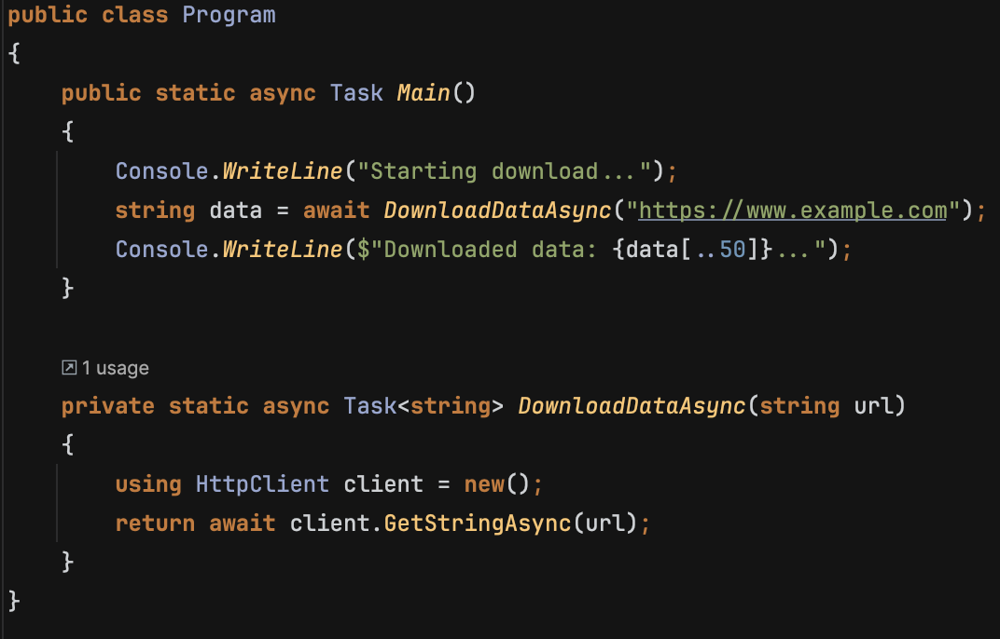 public class Program
{
    public static async Task Main()
    {
        Console.WriteLine("Starting download...");
        string data = await DownloadDataAsync("https://www.example.com");
        Console.WriteLine($"Downloaded data: {data[..50]}...");
    }

    1 usage
    private static async Task<string> DownloadDataAsync(string url)
    {
        using HttpClient client = new();
        return await client.GetStringAsync(url);
    }
}